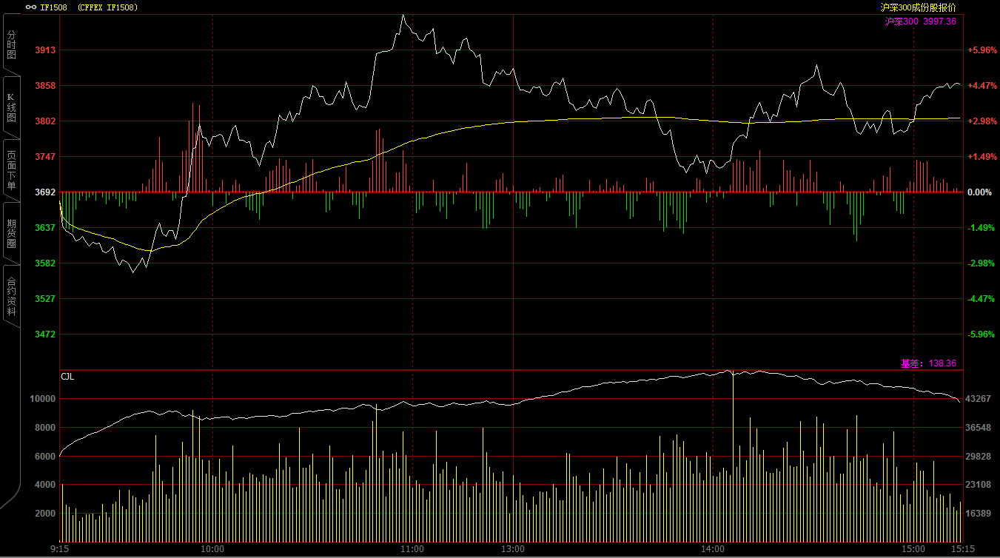 IF1508 (CFFEX IF1508)
沪深300成份股报价
沪深300 3997.36
分时图
K线图
页面下单
期货圈
合约资料
3913 +5.96%
3858 +4.47%
3802 +2.98%
3747 +1.49%
3692 0.00%
3637 -1.49%
3582 -2.98%
3527 -4.47%
3472 -5.96%
基差: 138.36
CJL
10000 43267
8000 36548
6000 29828
4000 23108
2000 16389
9:15 10:00 11:00 13:00 14:00 15:00 15:15